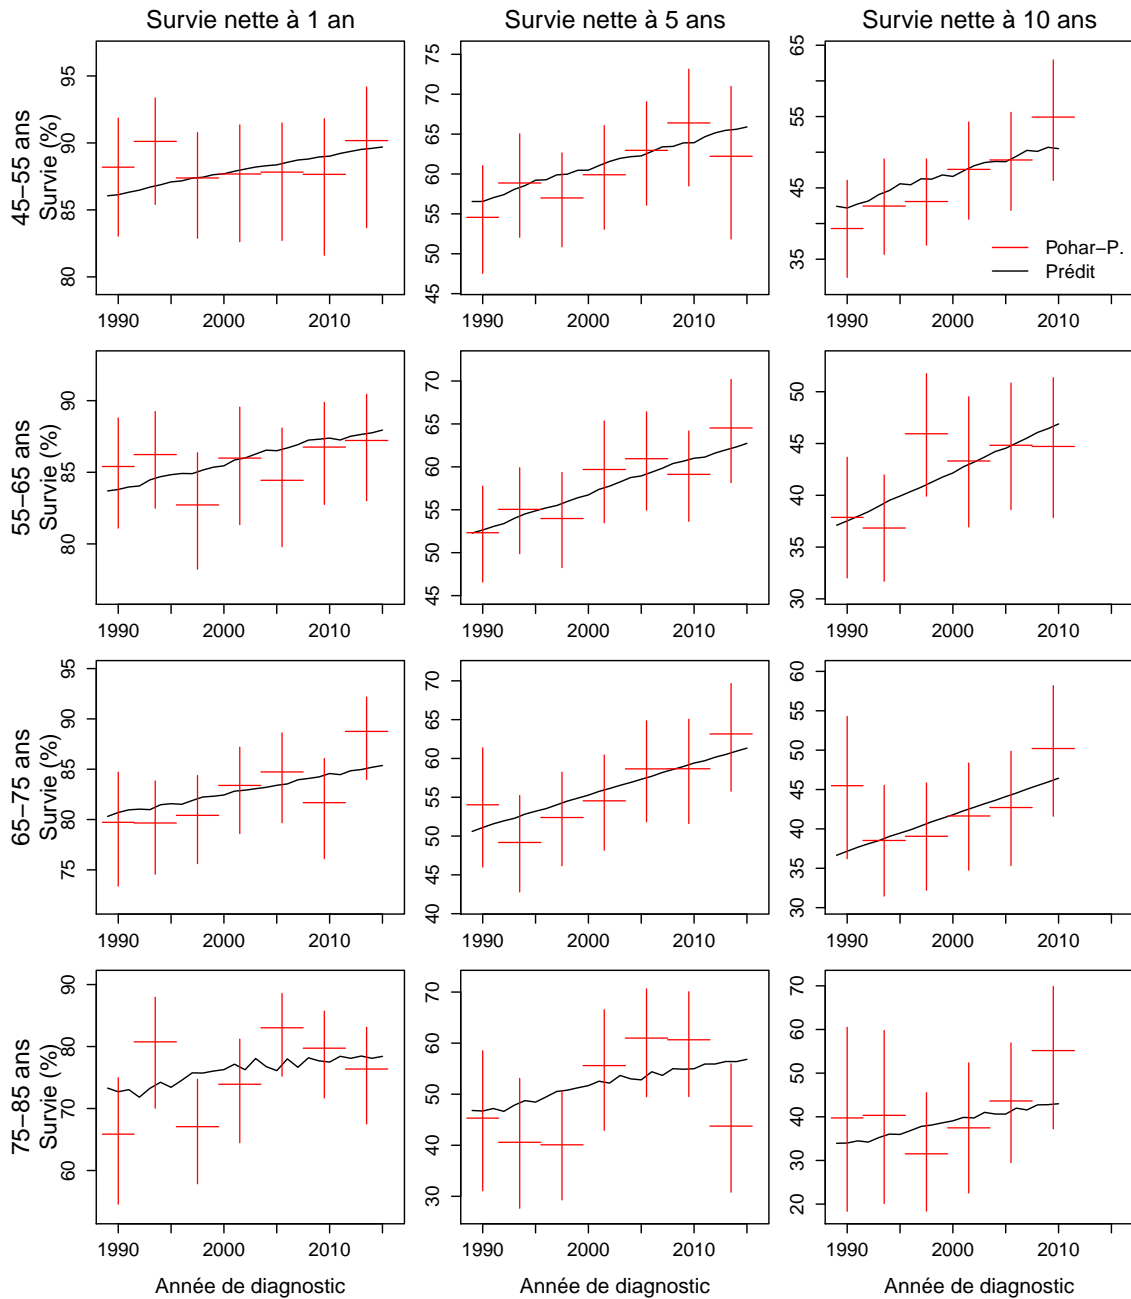 Survie nette à 1 an
Survie nette à 5 ans
Survie nette à 10 ans
45−55 ans
Survie (%)
80 85 90 95
1990 2000 2010
45 50 55 60 65 70 75
1990 2000 2010
35 45 55 65
1990 2000 2010
Pohar−P.
Prédit
55−65 ans
Survie (%)
80 85 90
1990 2000 2010
45 50 55 60 65 70
1990 2000 2010
30 35 40 45 50
1990 2000 2010
65−75 ans
Survie (%)
75 80 85 90 95
1990 2000 2010
40 45 50 55 60 65 70
1990 2000 2010
30 35 40 45 50 55 60
1990 2000 2010
75−85 ans
Survie (%)
60 70 80 90
1990 2000 2010
30 40 50 60 70
1990 2000 2010
20 30 40 50 60 70
1990 2000 2010
Année de diagnostic
Année de diagnostic
Année de diagnostic